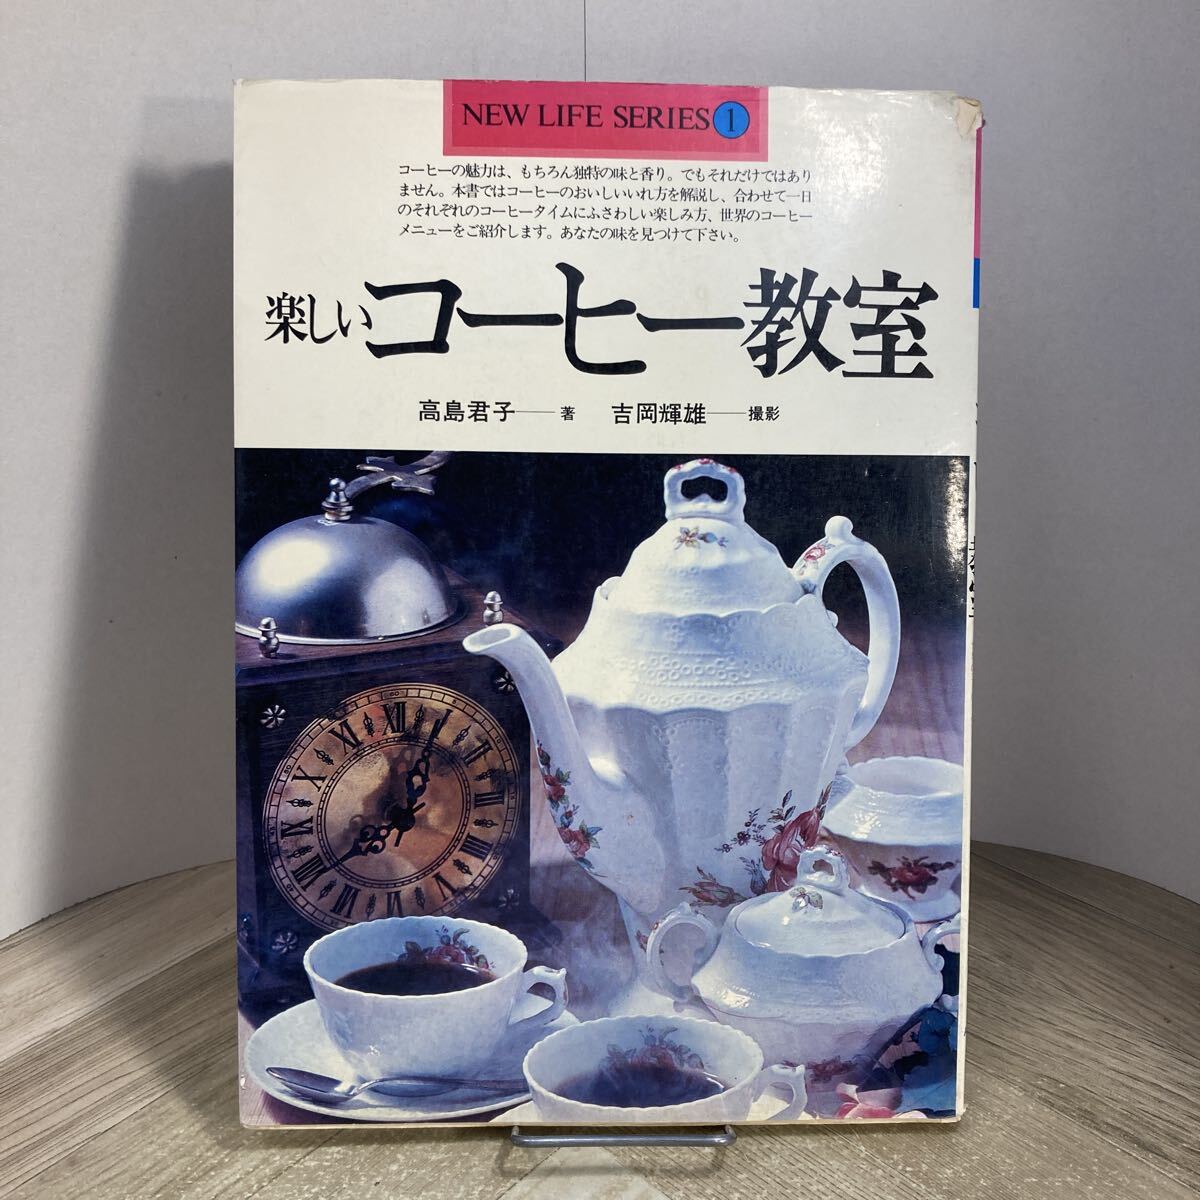 NEW LIFE SERIES 1
コーヒーの魅力は、もちろん独特の味と香り。でもそれだけではあり
ません。本書ではコーヒーのおいしいいれ方を解説し、合わせて一日
のそれぞれのコーヒータイムにふさわしい楽しみ方、世界のコーヒー
メニューをご紹介します。あなたの味を見つけて下さい。
楽しいコーヒー教室
高島君子——著 吉岡輝雄——撮影
XII
I
II
III
VIII
IX
X
XI
60